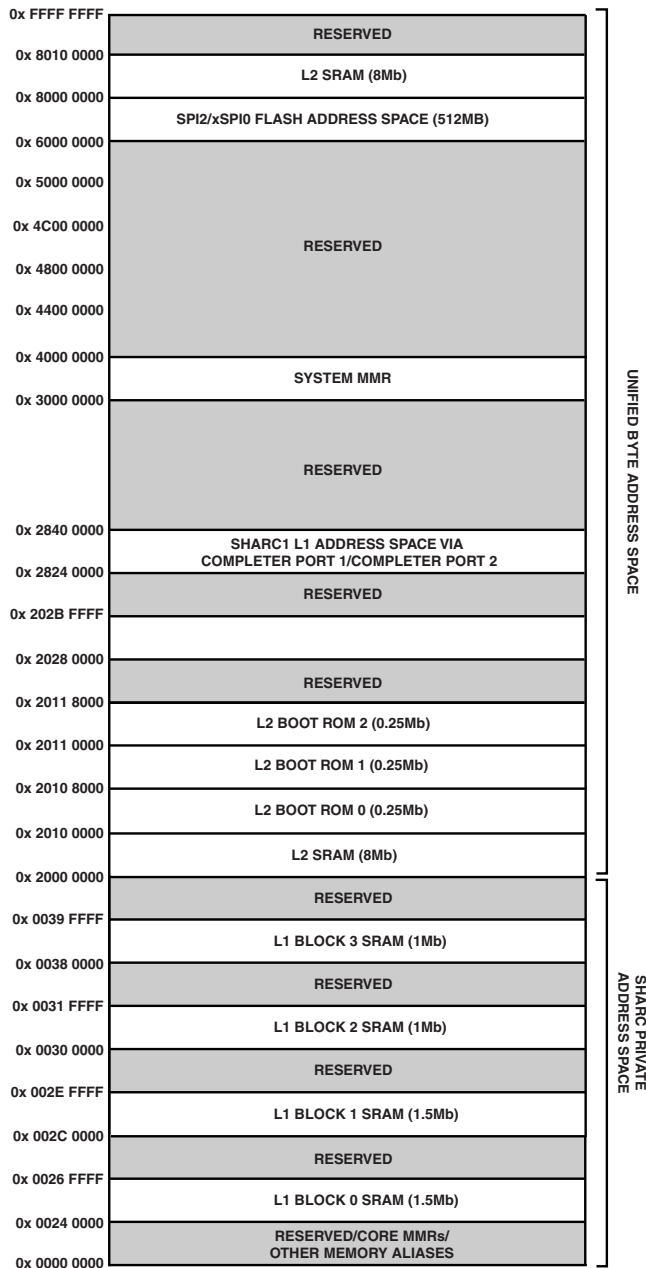 0x FFFF FFFF
RESERVED
0x 8010 0000
L2 SRAM (8Mb)
0x 8000 0000
SPI2/xSPI0 FLASH ADDRESS SPACE (512MB)
0x 6000 0000
0x 5000 0000
0x 4C00 0000
RESERVED
0x 4800 0000
0x 4400 0000
0x 4000 0000
SYSTEM MMR
0x 3000 0000
RESERVED
0x 2840 0000
SHARC1 L1 ADDRESS SPACE VIA
COMPLETER PORT 1/COMPLETER PORT 2
0x 2824 0000
RESERVED
0x 202B FFFF
0x 2028 0000
RESERVED
0x 2011 8000
L2 BOOT ROM 2 (0.25Mb)
0x 2011 0000
L2 BOOT ROM 1 (0.25Mb)
0x 2010 8000
L2 BOOT ROM 0 (0.25Mb)
0x 2010 0000
L2 SRAM (8Mb)
0x 2000 0000
RESERVED
0x 0039 FFFF
L1 BLOCK 3 SRAM (1Mb)
0x 0038 0000
RESERVED
0x 0031 FFFF
L1 BLOCK 2 SRAM (1Mb)
0x 0030 0000
RESERVED
0x 002E FFFF
L1 BLOCK 1 SRAM (1.5Mb)
0x 002C 0000
RESERVED
0x 0026 FFFF
L1 BLOCK 0 SRAM (1.5Mb)
0x 0024 0000
RESERVED/CORE MMRs/
OTHER MEMORY ALIASES
0x 0000 0000
UNIFIED BYTE ADDRESS SPACE
SHARC PRIVATE
ADDRESS SPACE